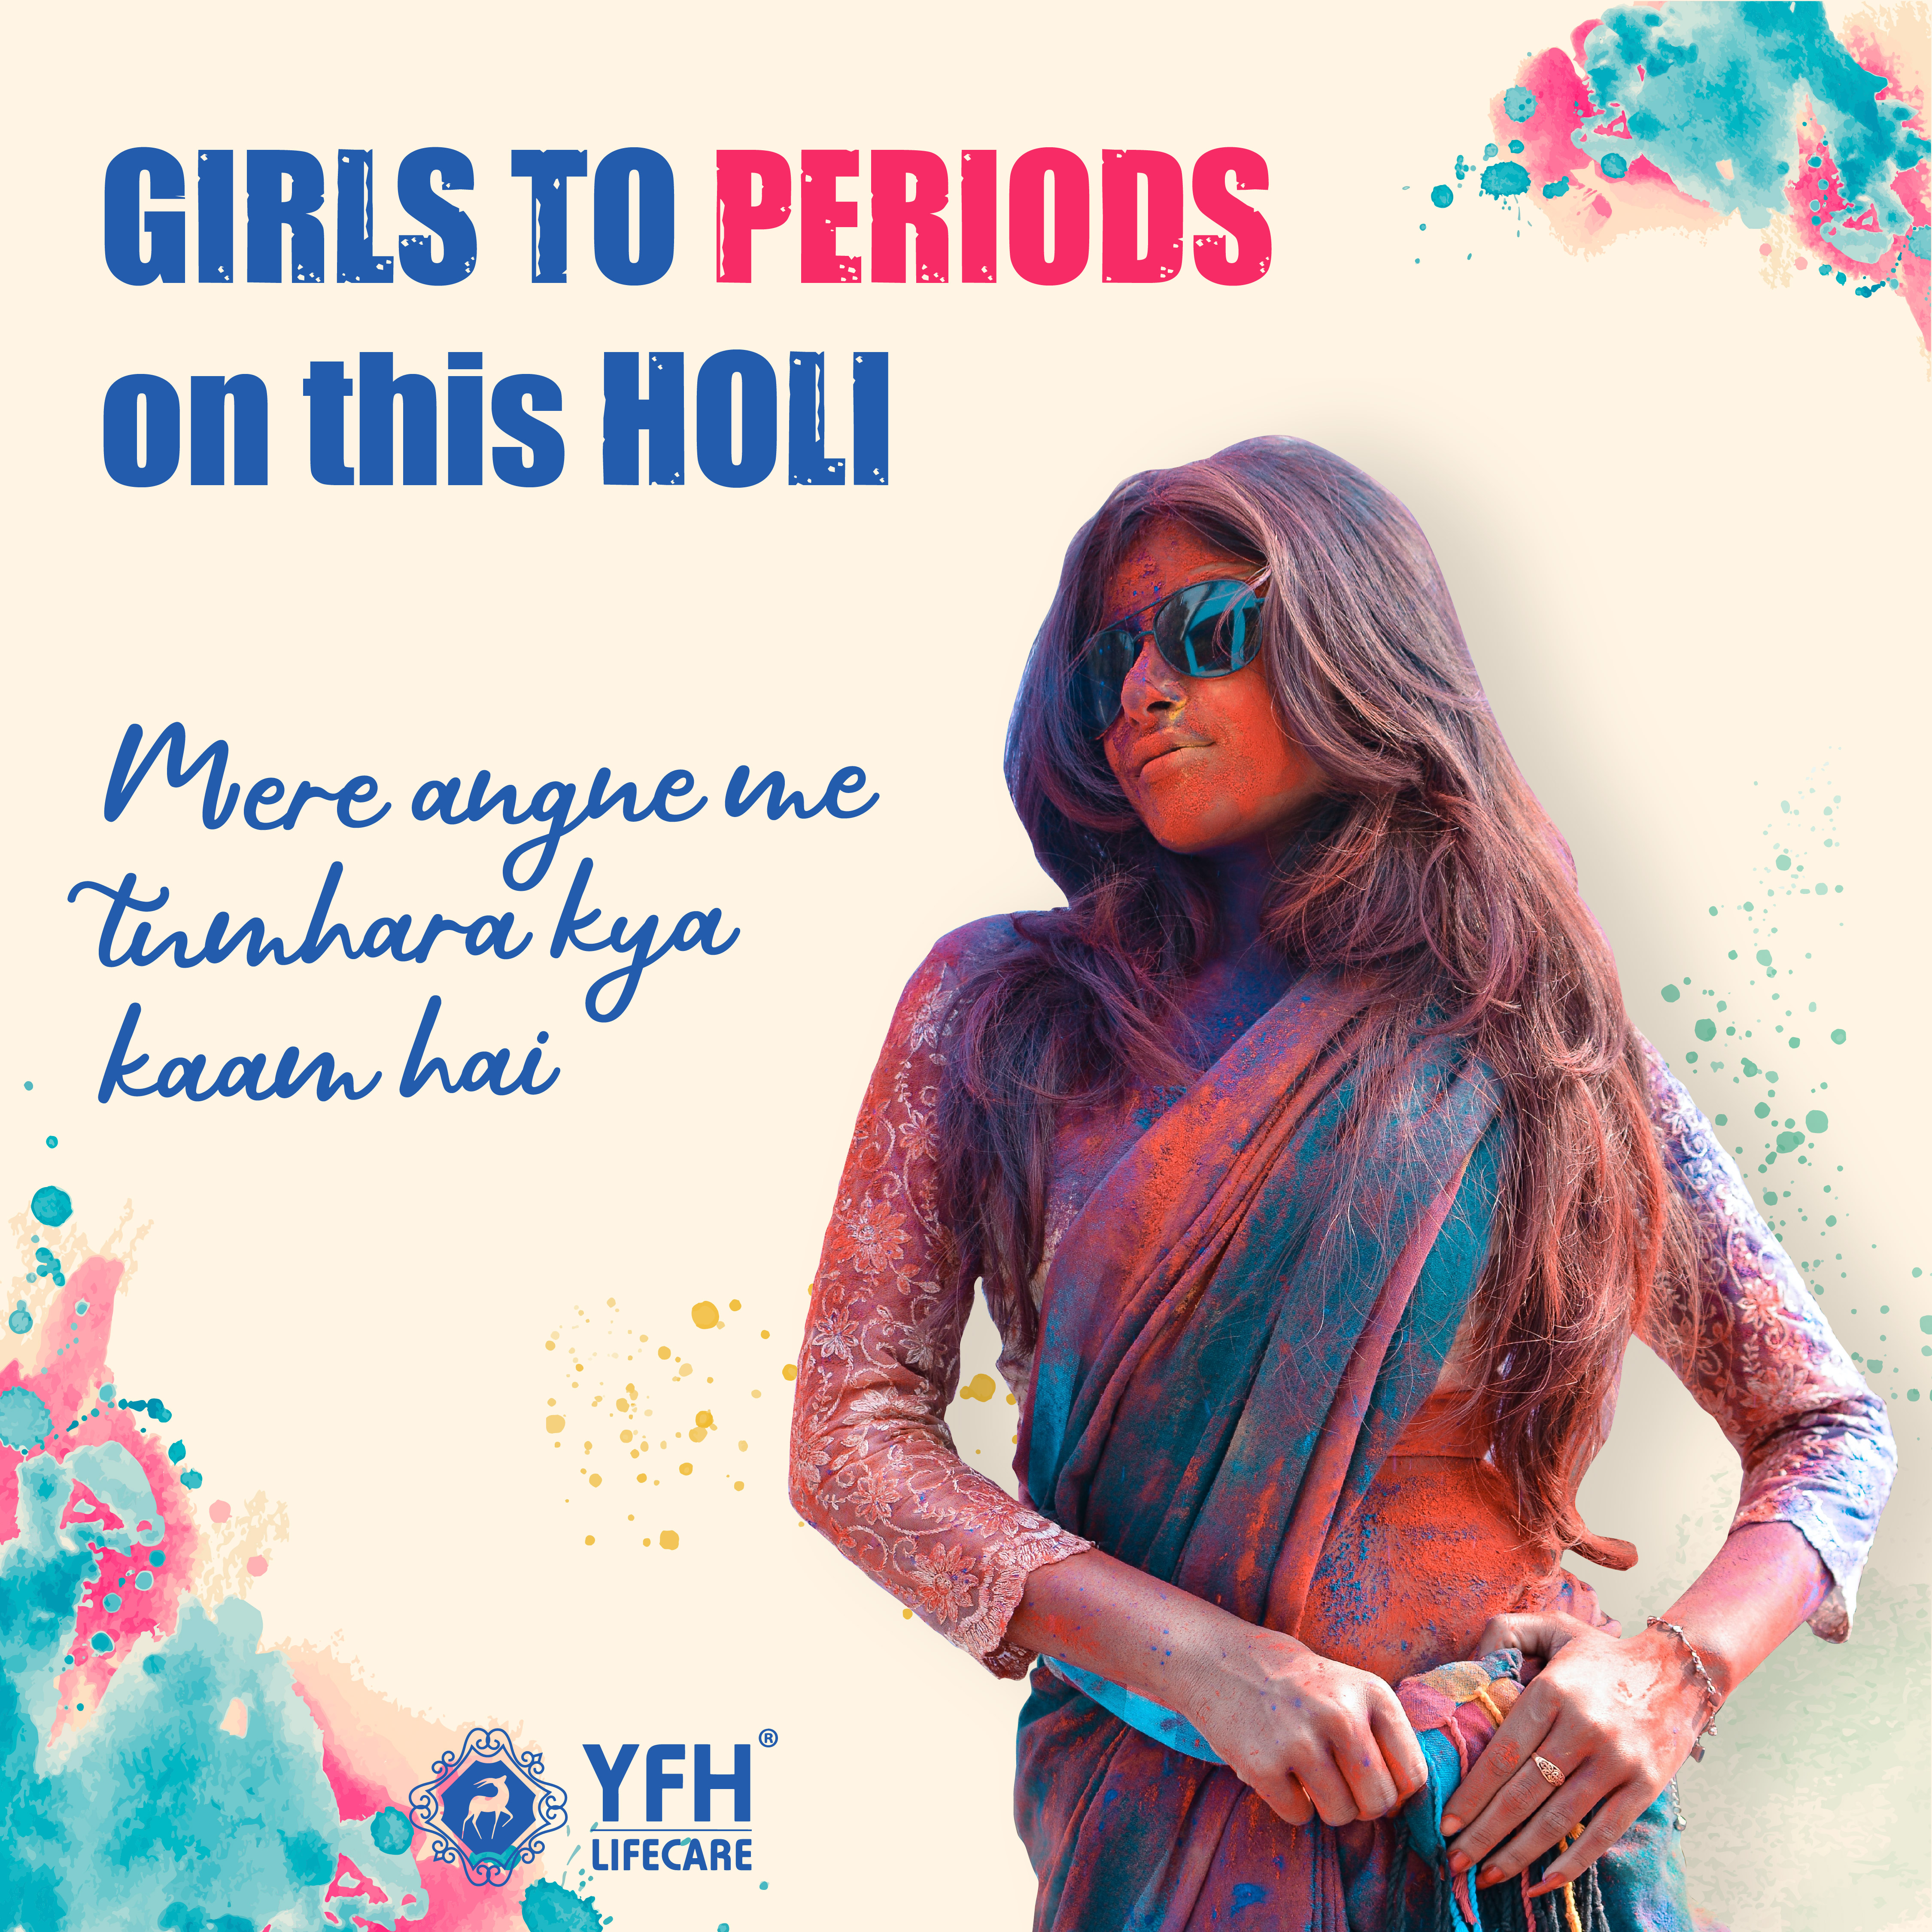 GIRLS TO PERIODS
on this HOLI
Mere angne me
tumhara kya
kaam hai
YFH®
LIFECARE